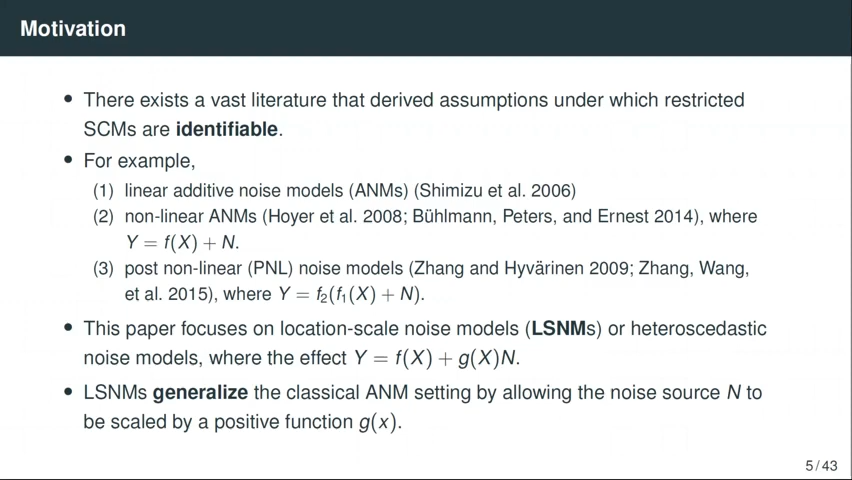 Motivation
• There exists a vast literature that derived assumptions under which restricted
SCMs are identifiable.
• For example,
(1) linear additive noise models (ANMs) (Shimizu et al. 2006)
(2) non-linear ANMs (Hoyer et al. 2008; Bühlmann, Peters, and Ernest 2014), where
Y = f(X) + N.
(3) post non-linear (PNL) noise models (Zhang and Hyvärinen 2009; Zhang, Wang,
et al. 2015), where Y = f₂(f₁(X) + N).
• This paper focuses on location-scale noise models (LSNMs) or heteroscedastic
noise models, where the effect Y = f(X) + g(X)N.
• LSNMs generalize the classical ANM setting by allowing the noise source N to
be scaled by a positive function g(x).
5 / 43